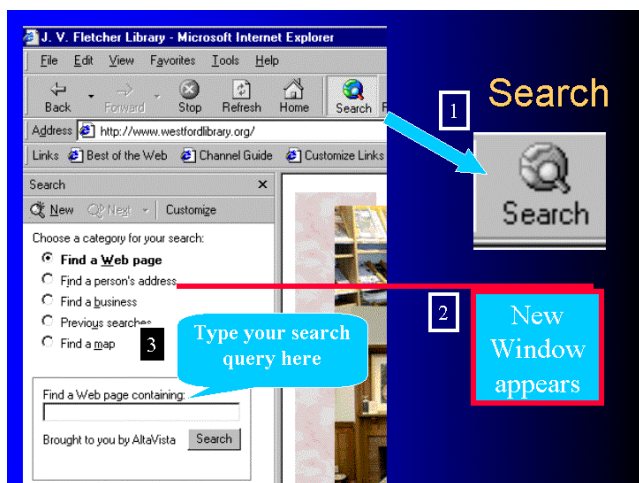 J. V. Fletcher Library - Microsoft Internet Explorer
File Edit View Favorites Tools Help
Back Forward Stop Refresh Home Search F
Address http://www.westfordlibrary.org/
Links Best of the Web Channel Guide Customize Links
Search x
New Next Customize
Choose a category for your search:
Find a Web page
Find a person's address
Find a business
Previous searches
Find a map
3
Type your search
query here
Find a Web page containing:
Brought to you by AltaVista Search
Search
1
Search
2
New
Window
appears